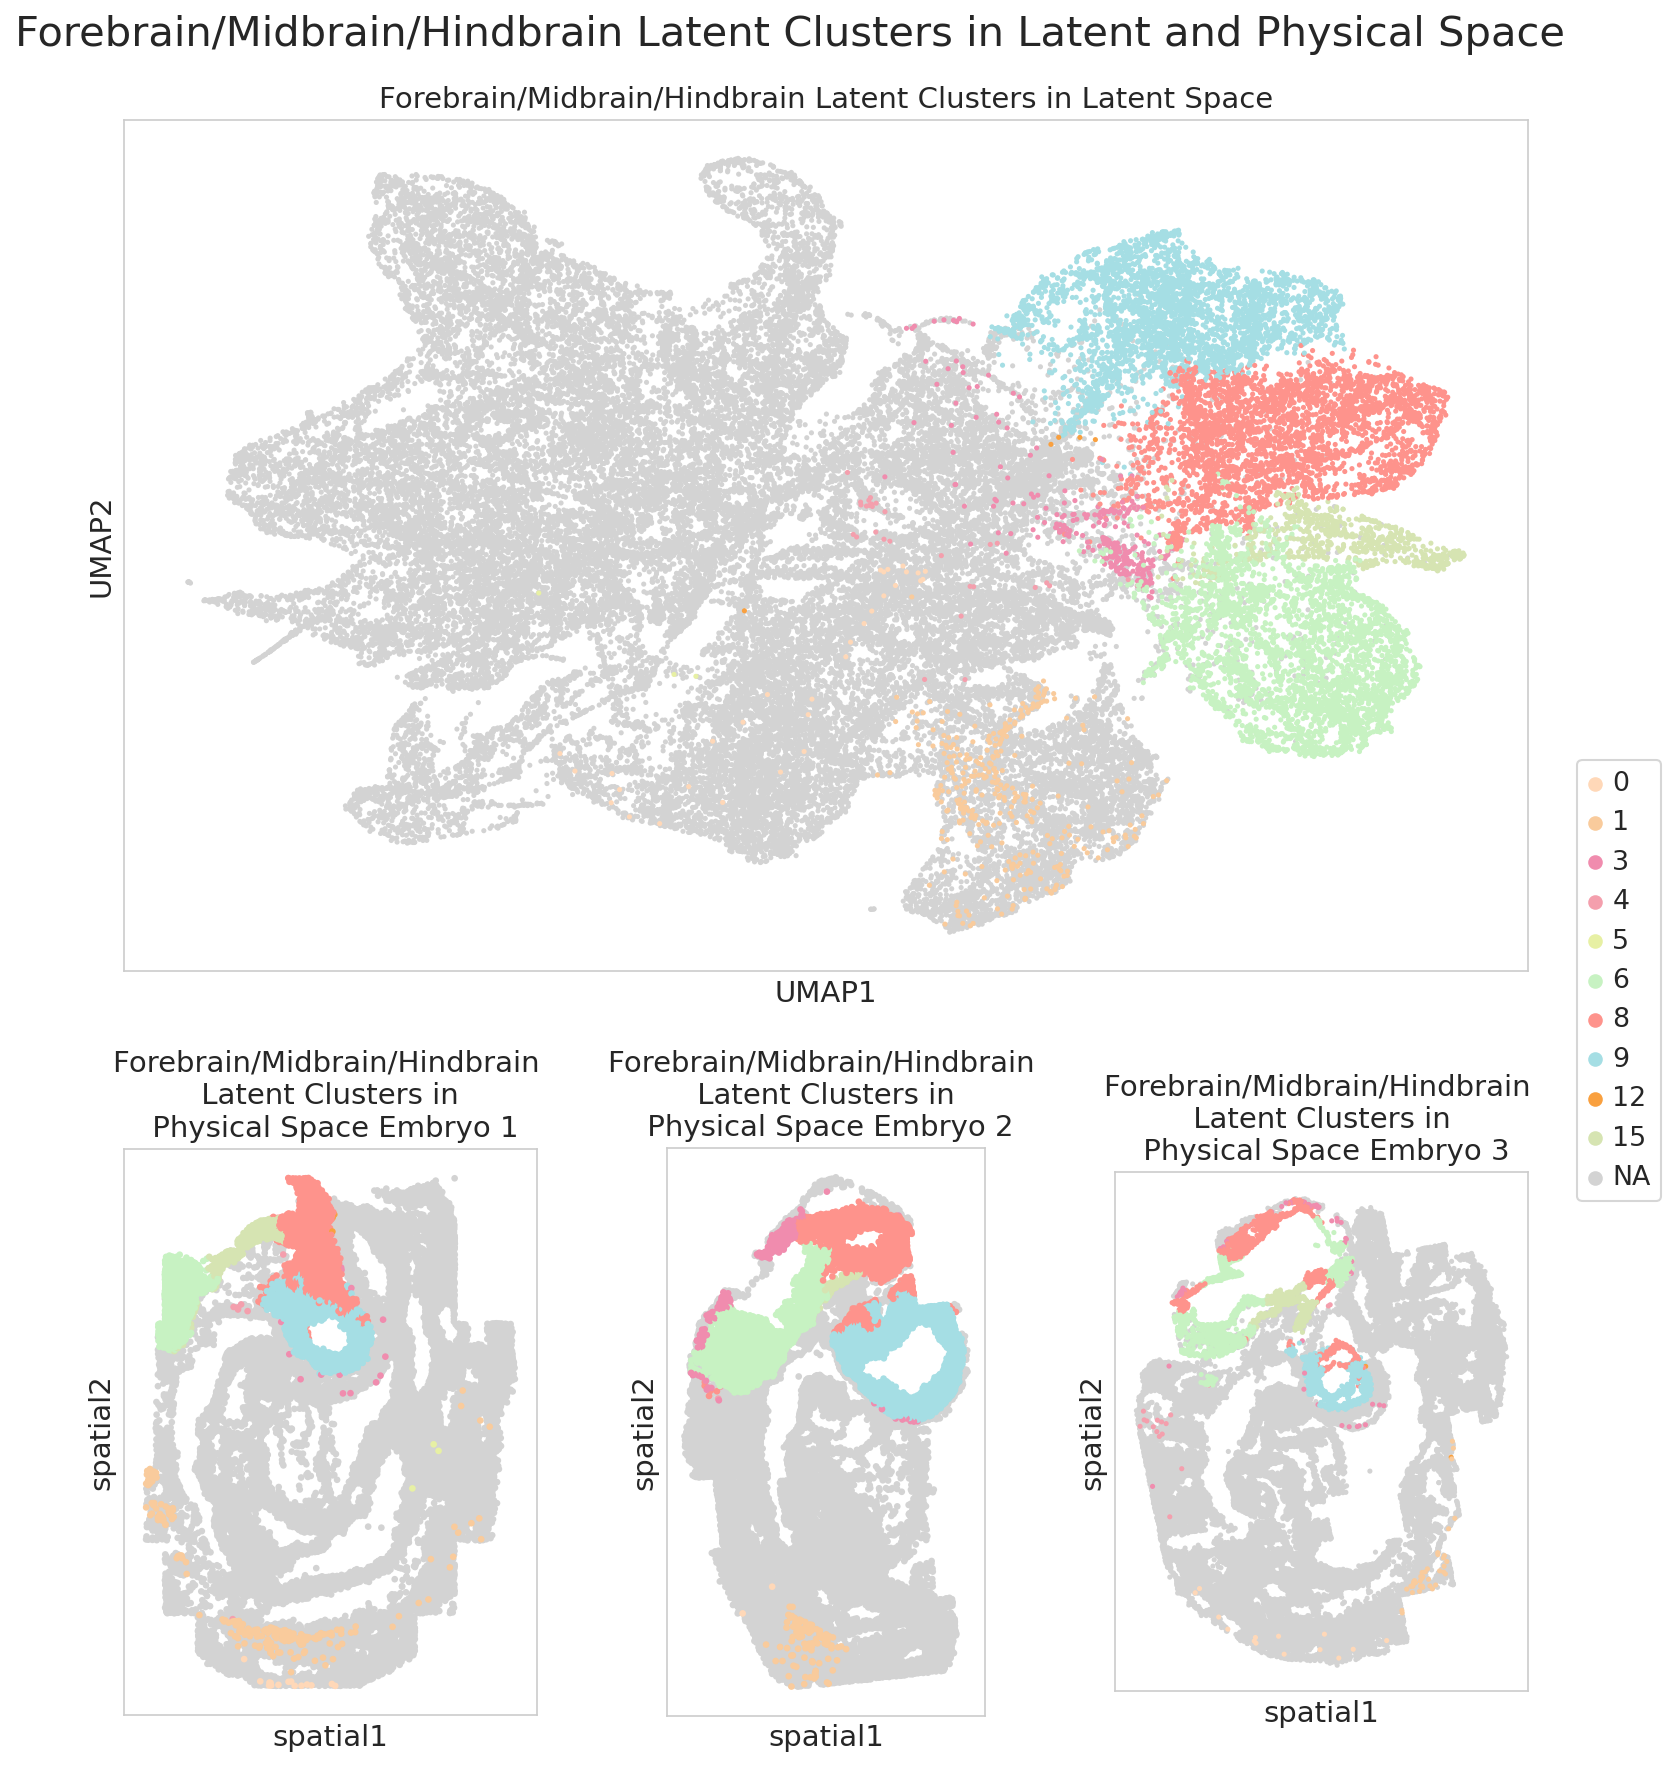 Forebrain/Midbrain/Hindbrain Latent Clusters in Latent and Physical Space
Forebrain/Midbrain/Hindbrain Latent Clusters in Latent Space
UMAP2
UMAP1
0
1
3
4
5
6
8
9
12
15
NA
Forebrain/Midbrain/Hindbrain
Latent Clusters in
Physical Space Embryo 1
spatial2
spatial1
Forebrain/Midbrain/Hindbrain
Latent Clusters in
Physical Space Embryo 2
spatial2
spatial1
Forebrain/Midbrain/Hindbrain
Latent Clusters in
Physical Space Embryo 3
spatial2
spatial1